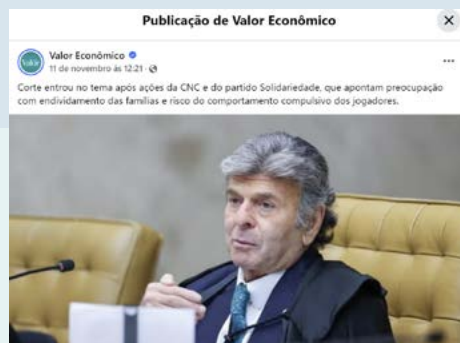 Publicação de Valor Econômico
Valor
Valor Econômico
11 de novembro às 12:21
Corte entrou no tema após ações da CNC e do partido Solidariedade, que apontam preocupação
com endividamento das famílias e risco do comportamento compulsivo dos jogadores.